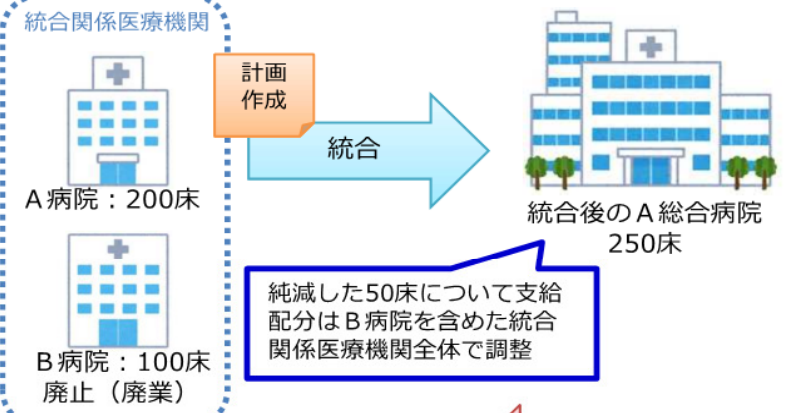 統合関係医療機関
計画
作成
統合
A病院：200床
統合後のA総合病院
250床
純減した50床について支給
配分はB病院を含めた統合
関係医療機関全体で調整
B病院：100床
廃止（廃業）